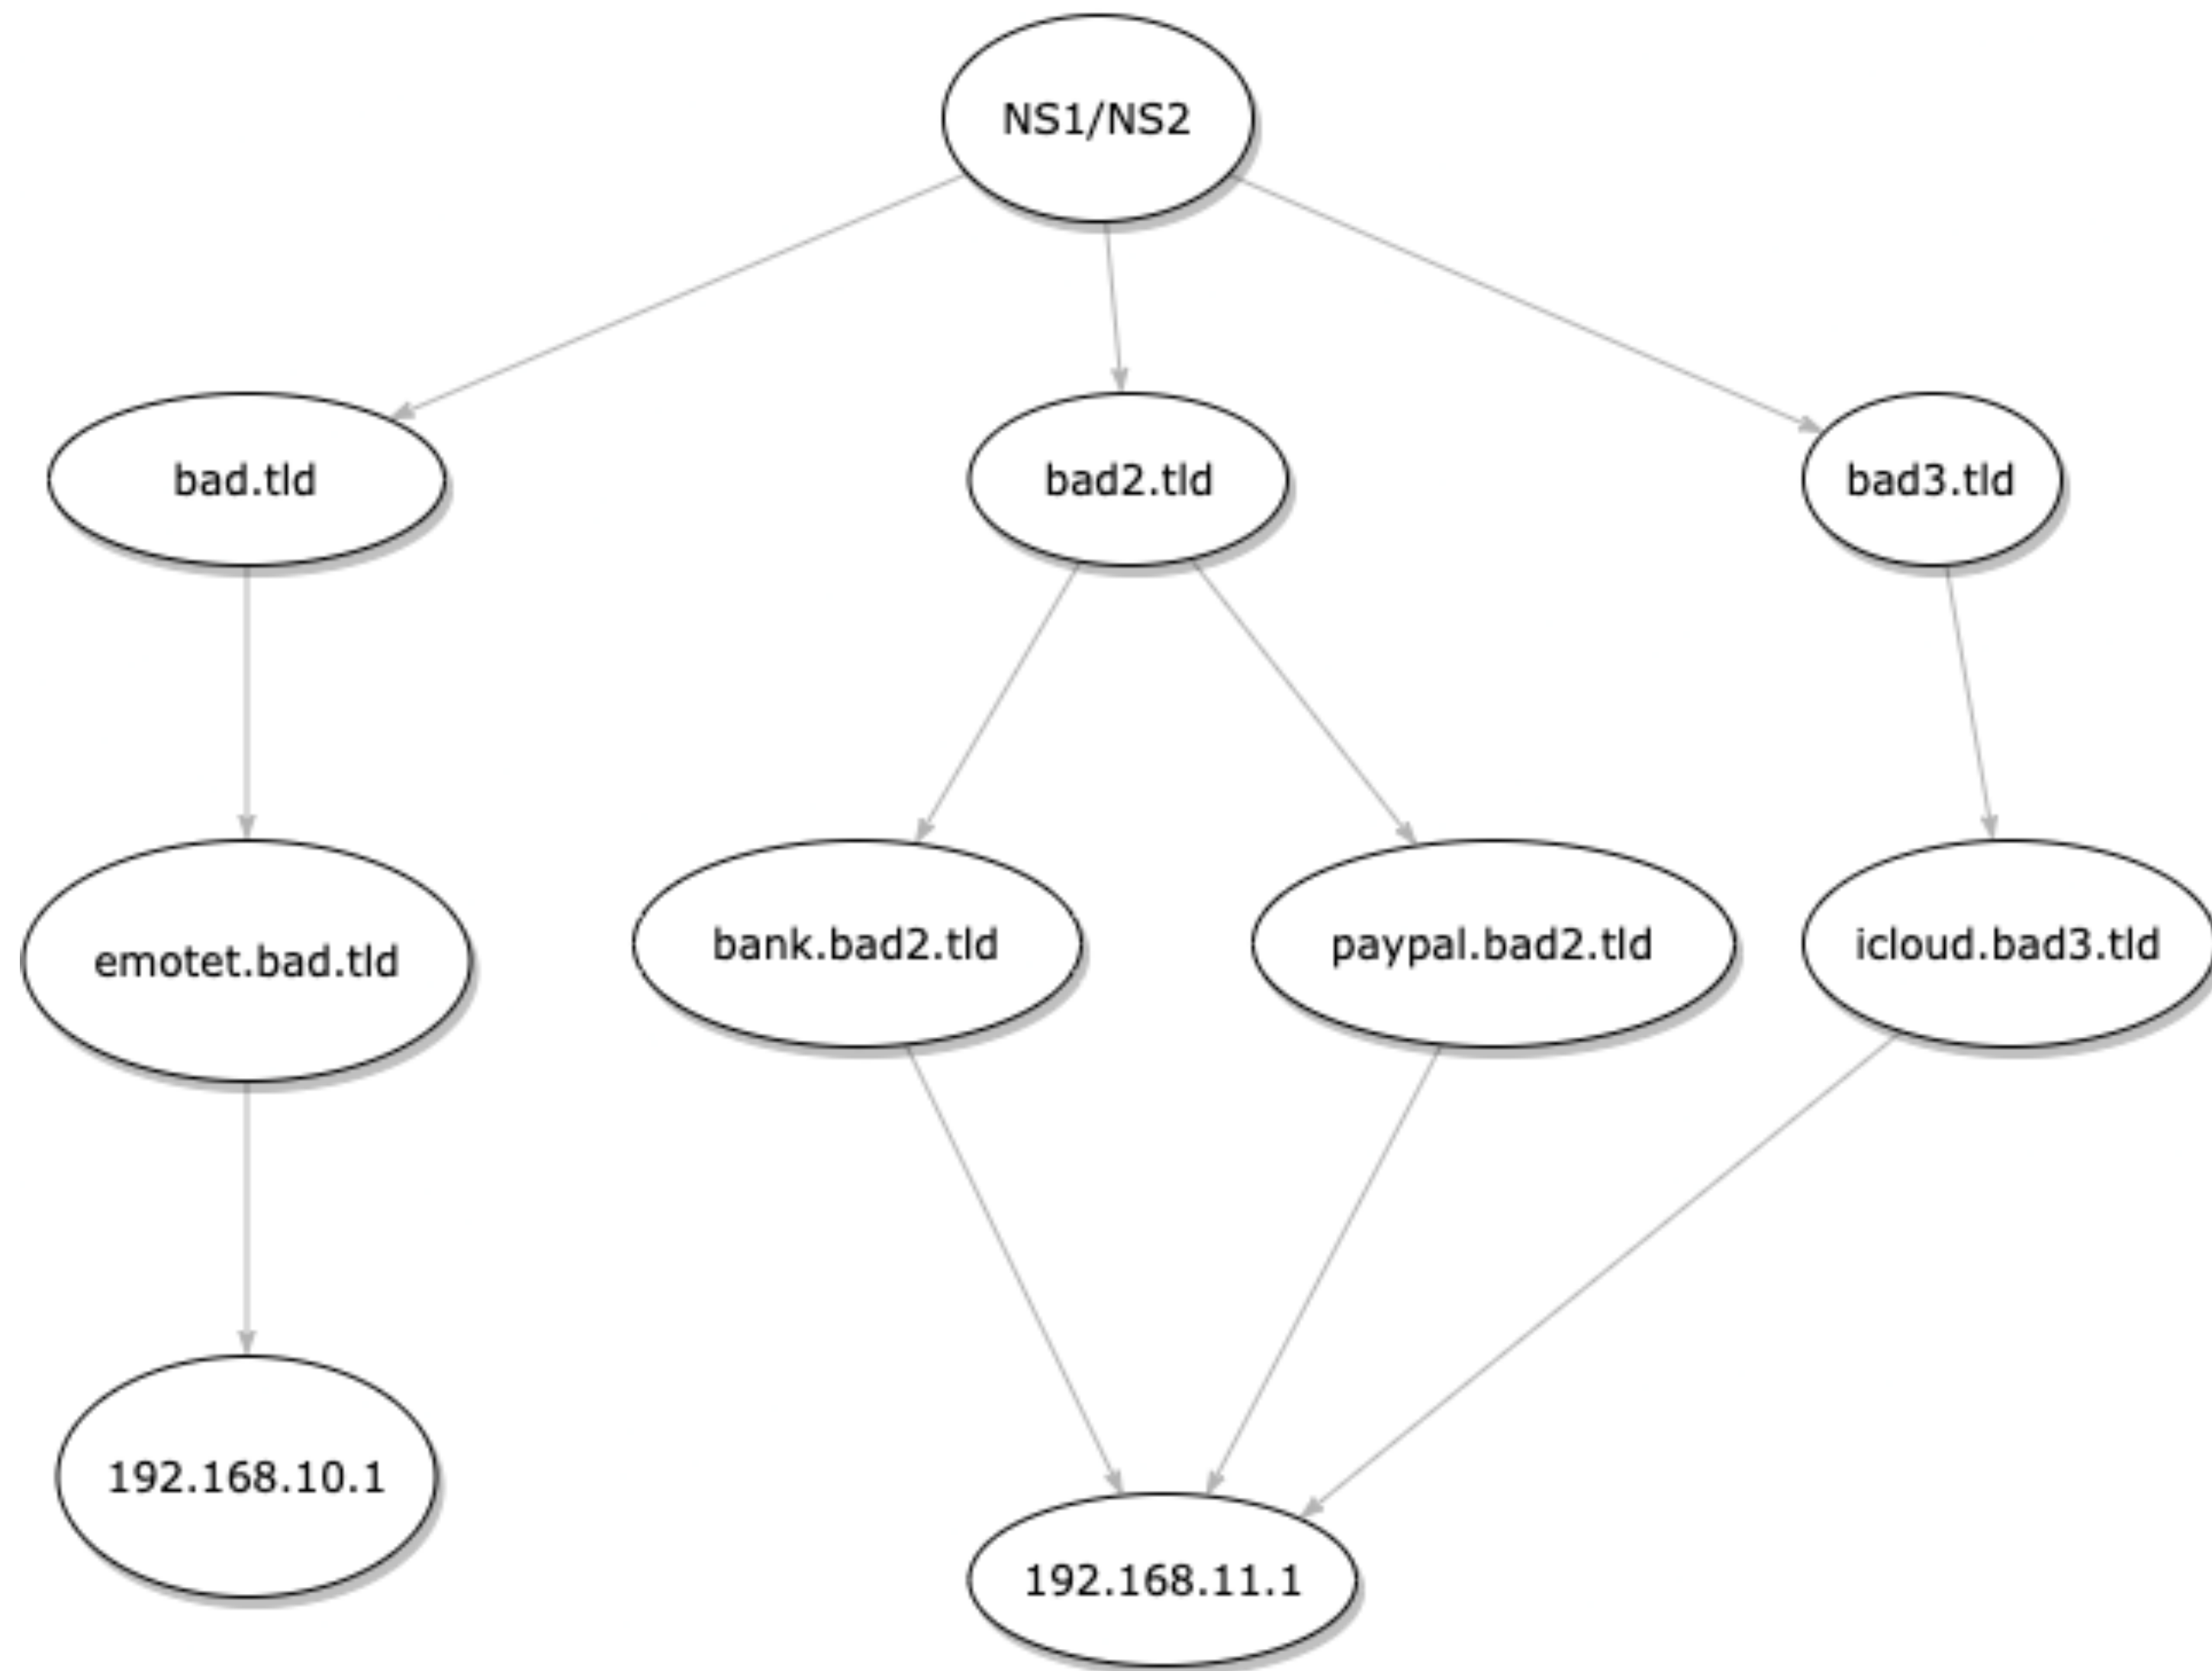 NS1/NS2
bad.tld
bad2.tld
bad3.tld
emotet.bad.tld
bank.bad2.tld
paypal.bad2.tld
icloud.bad3.tld
192.168.10.1
192.168.11.1